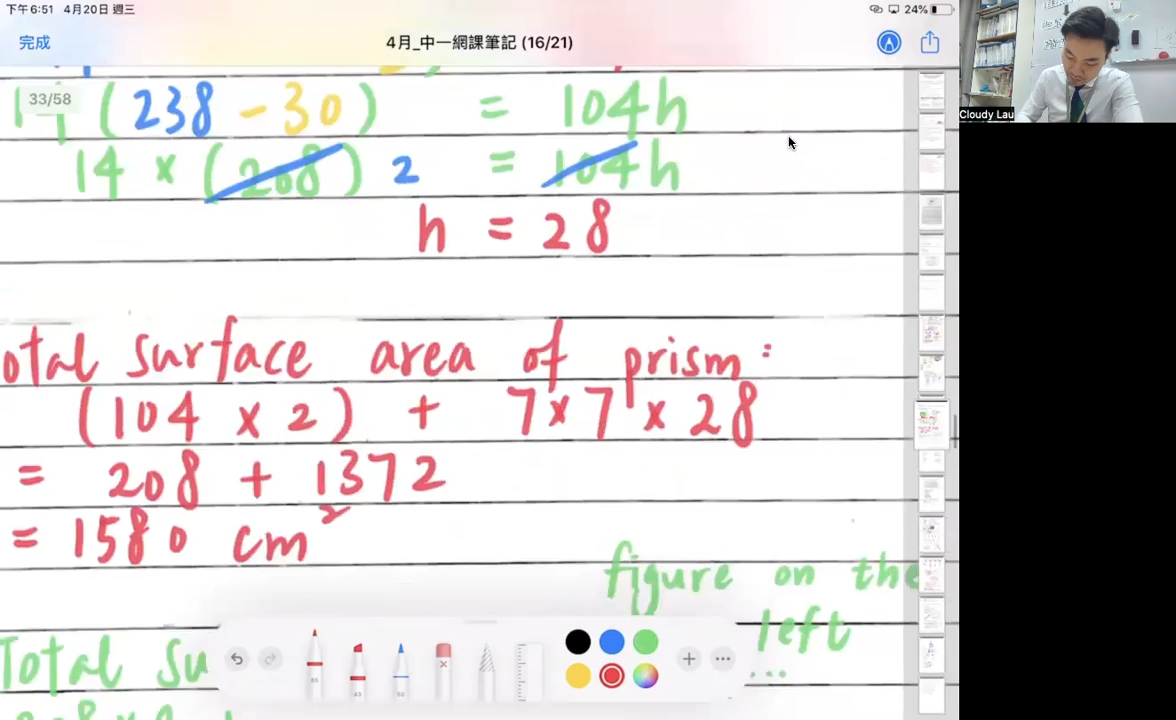 下午6:51 4月20日 週三
24%
完成
4月_中一網課筆記 (16/21)
33/58
Cloudy Lau
(238 - 30) = 104h
14 x (208) 2 = 104h
h = 28
otal surface area of prism:
(104 x 2) + 7 x 7 x 28
= 208 + 1372
= 1580 cm²
figure on the
left
Total Su
...